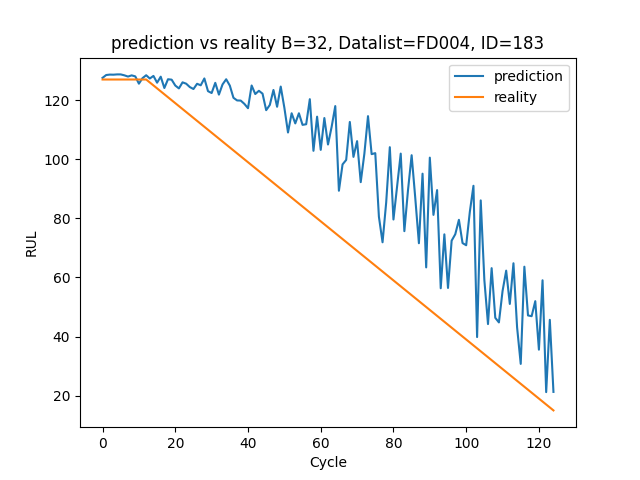 prediction vs reality B=32, Datalist=FD004, ID=183
prediction
reality
RUL
120
100
80
60
40
20
0 20 40 60 80 100 120
Cycle